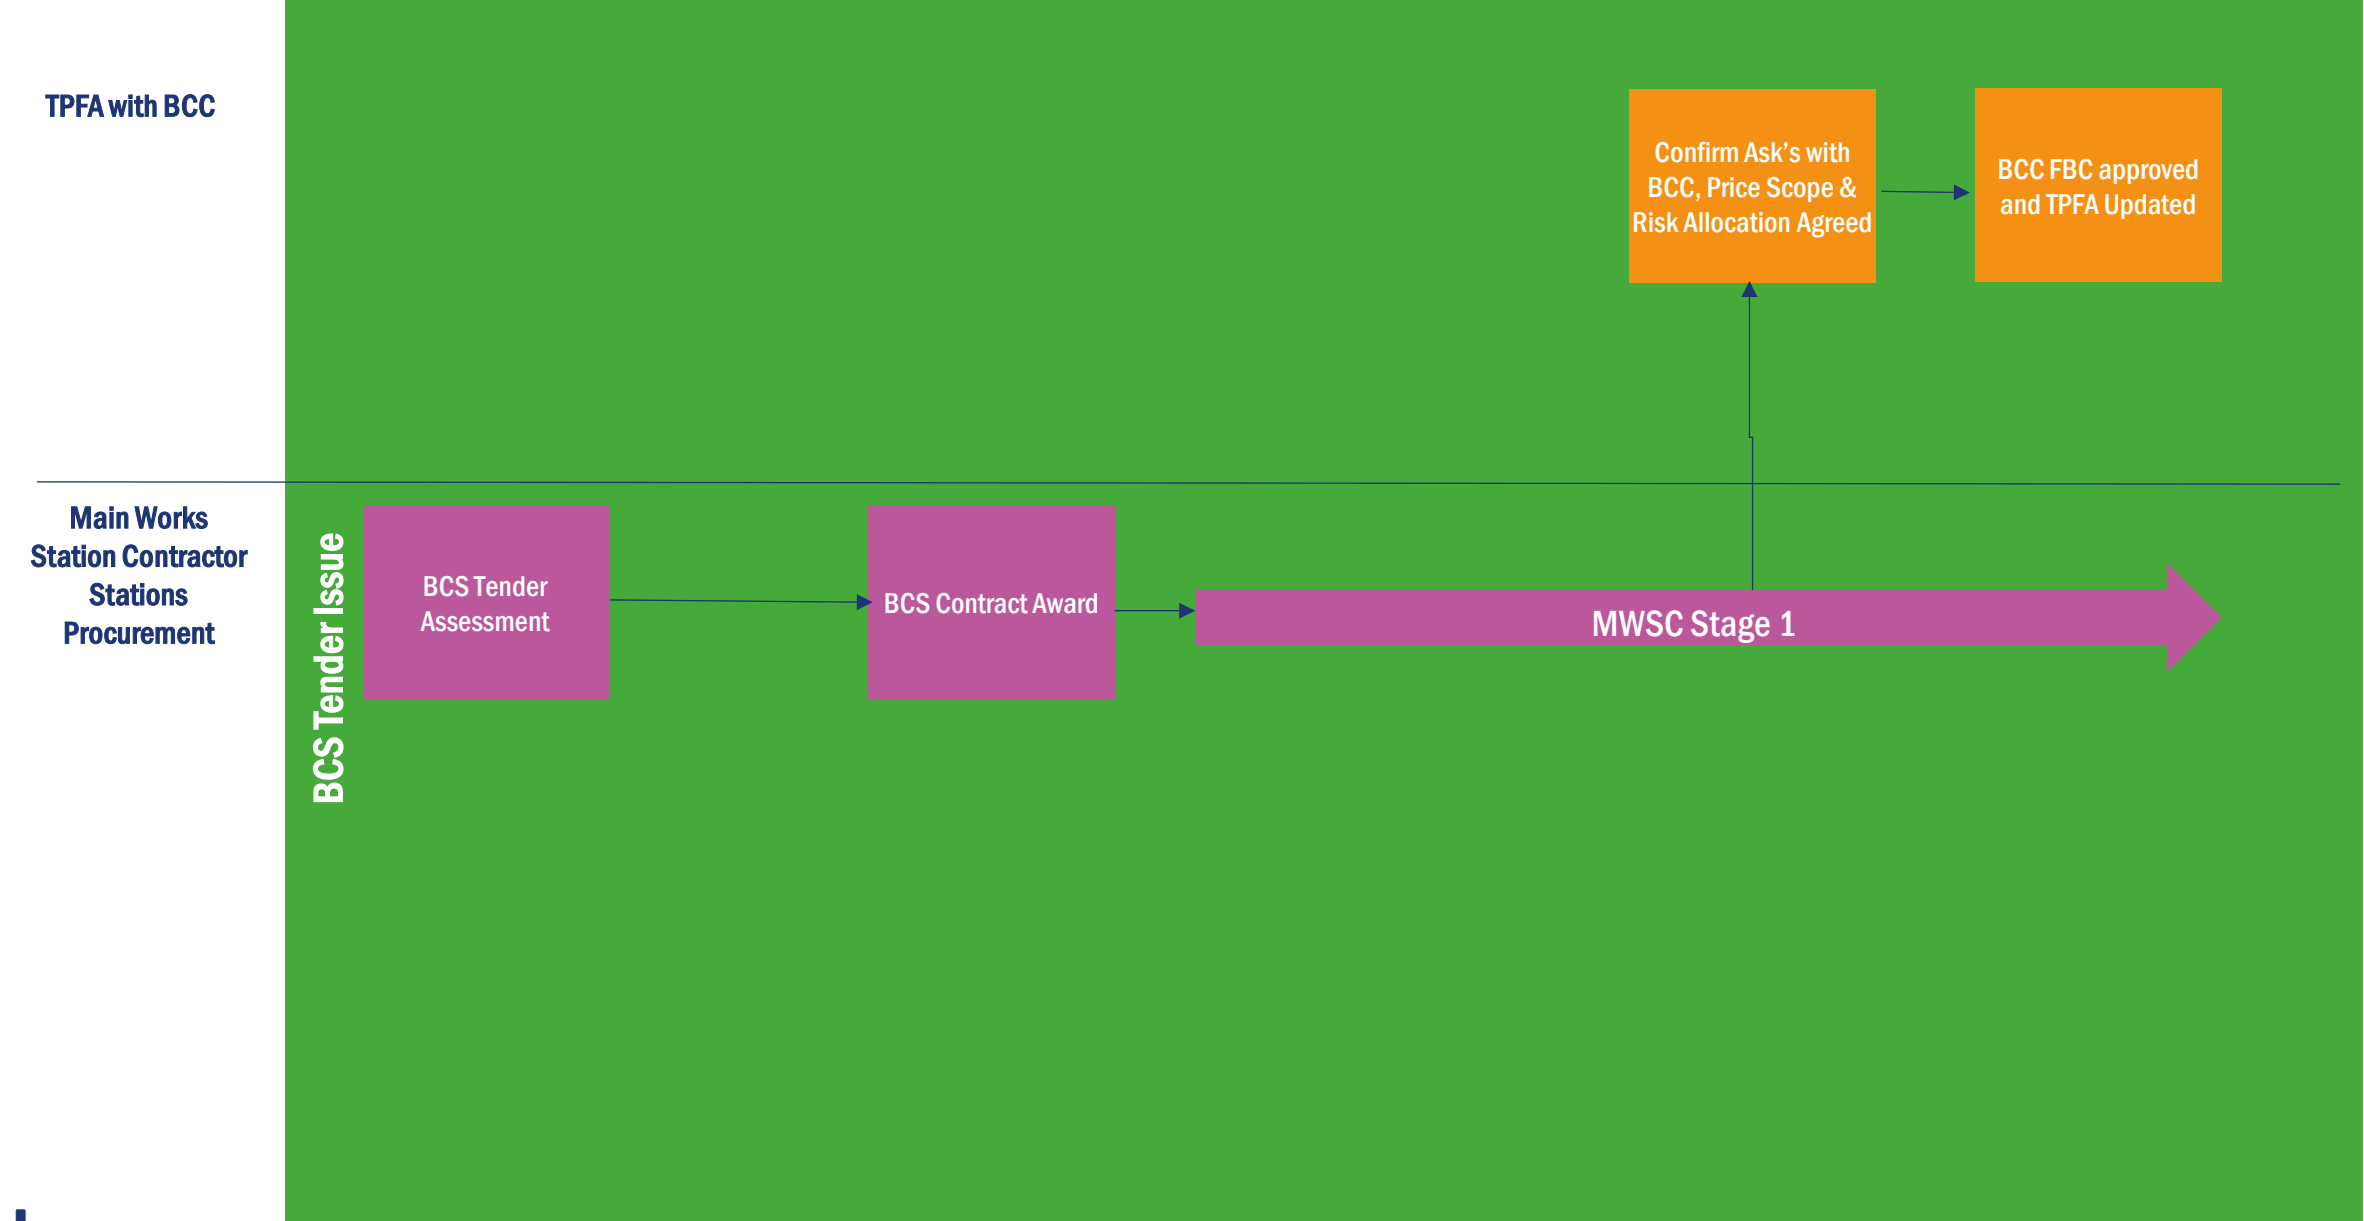 TPFA with BCC
Confirm Ask's with
BCC, Price Scope &
Risk Allocation Agreed
BCC FBC approved
and TPFA Updated
Main Works
Station Contractor
Stations
Procurement
BCS Tender Issue
BCS Tender
Assessment
BCS Contract Award
MWSC Stage 1